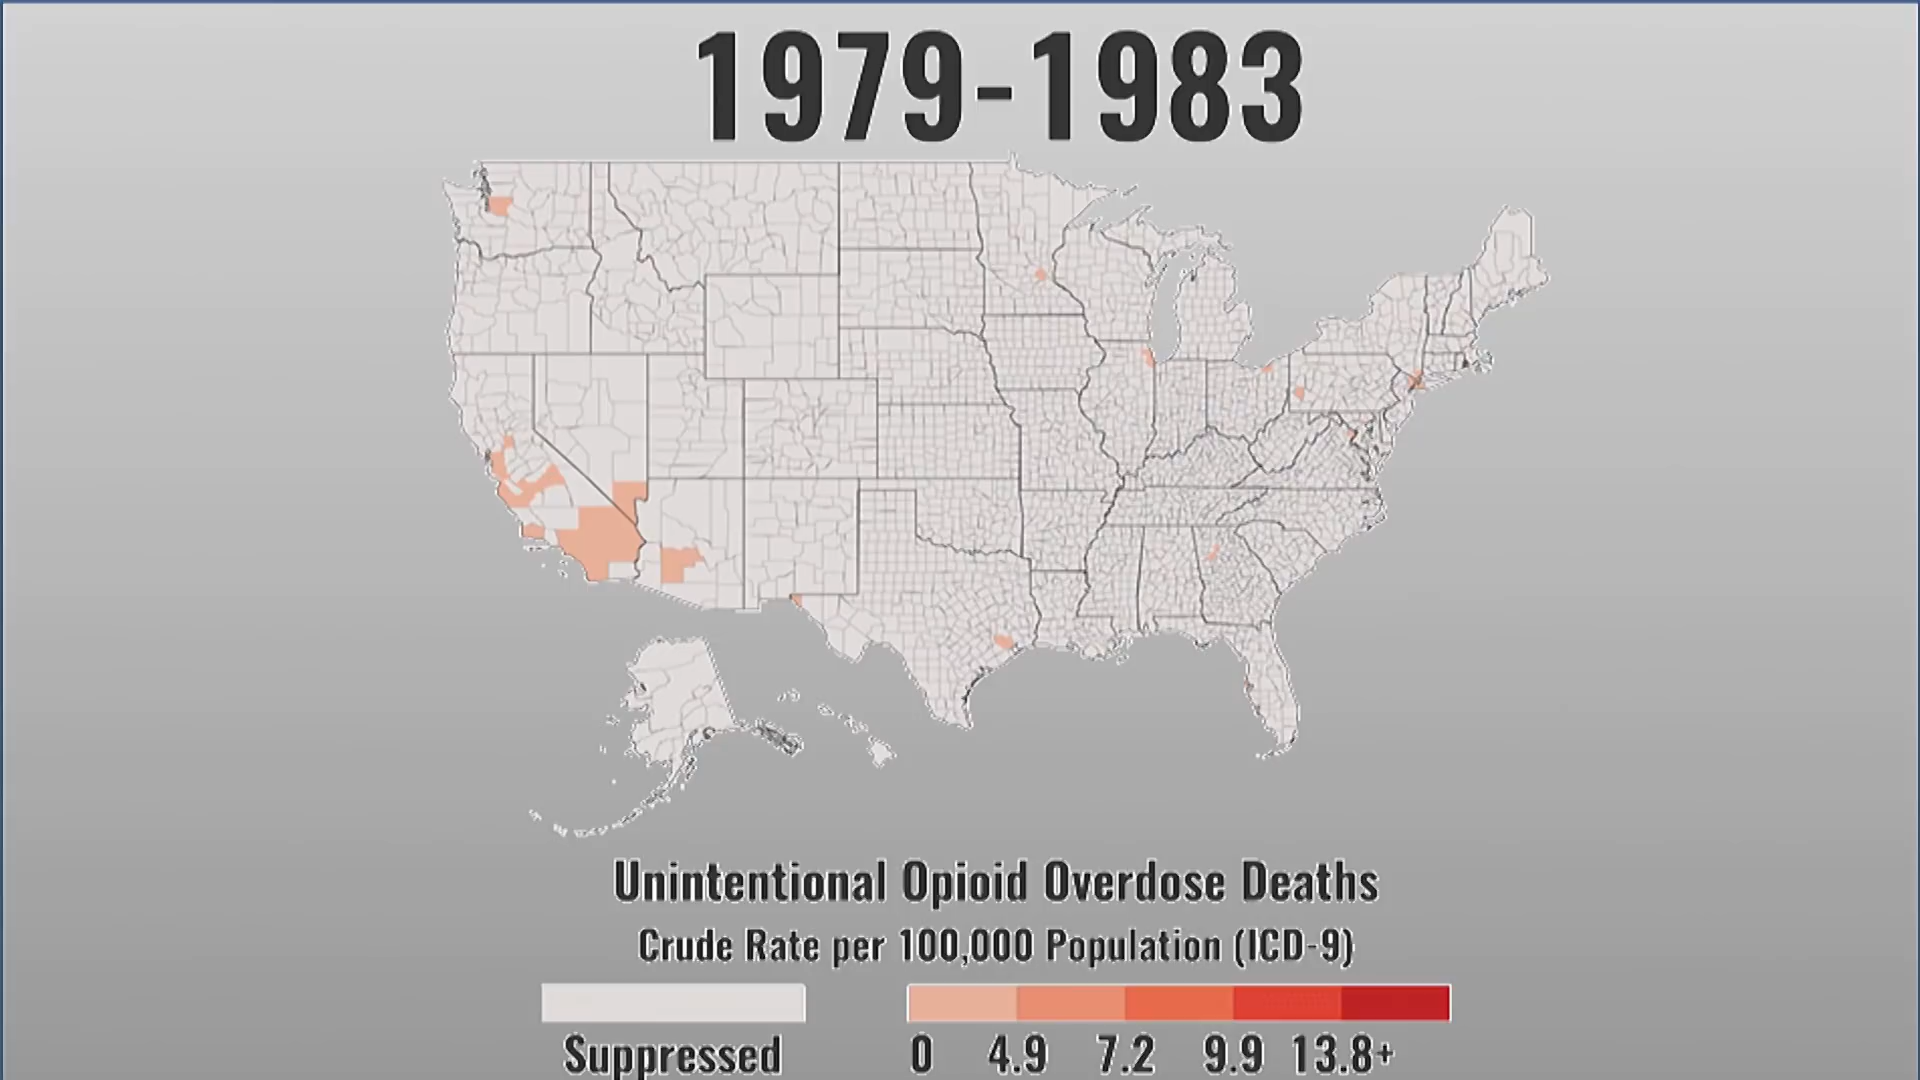 1979-1983
Unintentional Opioid Overdose Deaths
Crude Rate per 100,000 Population (ICD-9)
Suppressed 0 4.9 7.2 9.9 13.8+